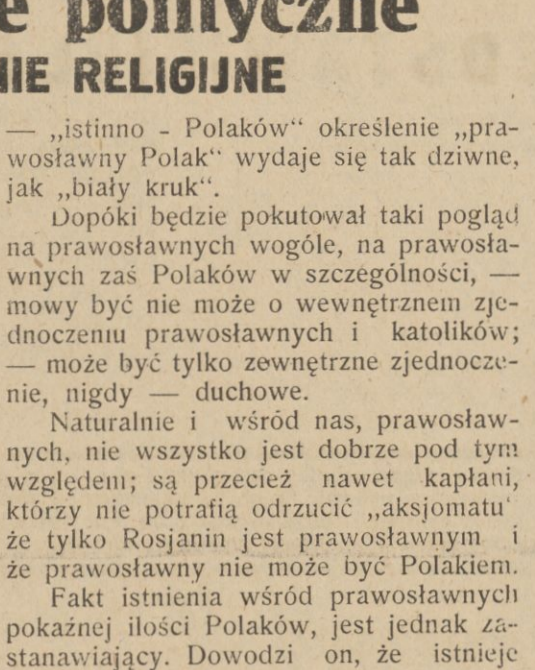 e polityczne
NIE RELIGIJNE
— „istinno - Polaków“ określenie „pra-
wosławny Polak“ wydaje się tak dziwne,
jak „biały kruk“.
Dopóki będzie pokutował taki pogląd
na prawosławnych wogóle, na prawosła-
wnych zaś Polaków w szczególności, —
mowy być nie może o wewnętrznem zje-
dnoczeniu prawosławnych i katolików;
— może być tylko zewnętrzne zjednocze-
nie, nigdy — duchowe.
Naturalnie i wśród nas, prawosław-
nych, nie wszystko jest dobrze pod tym
względem; są przecież nawet kapłani,
którzy nie potrafią odrzucić „aksjomatu‘
że tylko Rosjanin jest prawosławnym i
że prawosławny nie może być Polakiem.
Fakt istnienia wśród prawosławnych
pokaźnej ilości Polaków, jest jednak za-
stanawiający. Dowodzi on, że istnieje